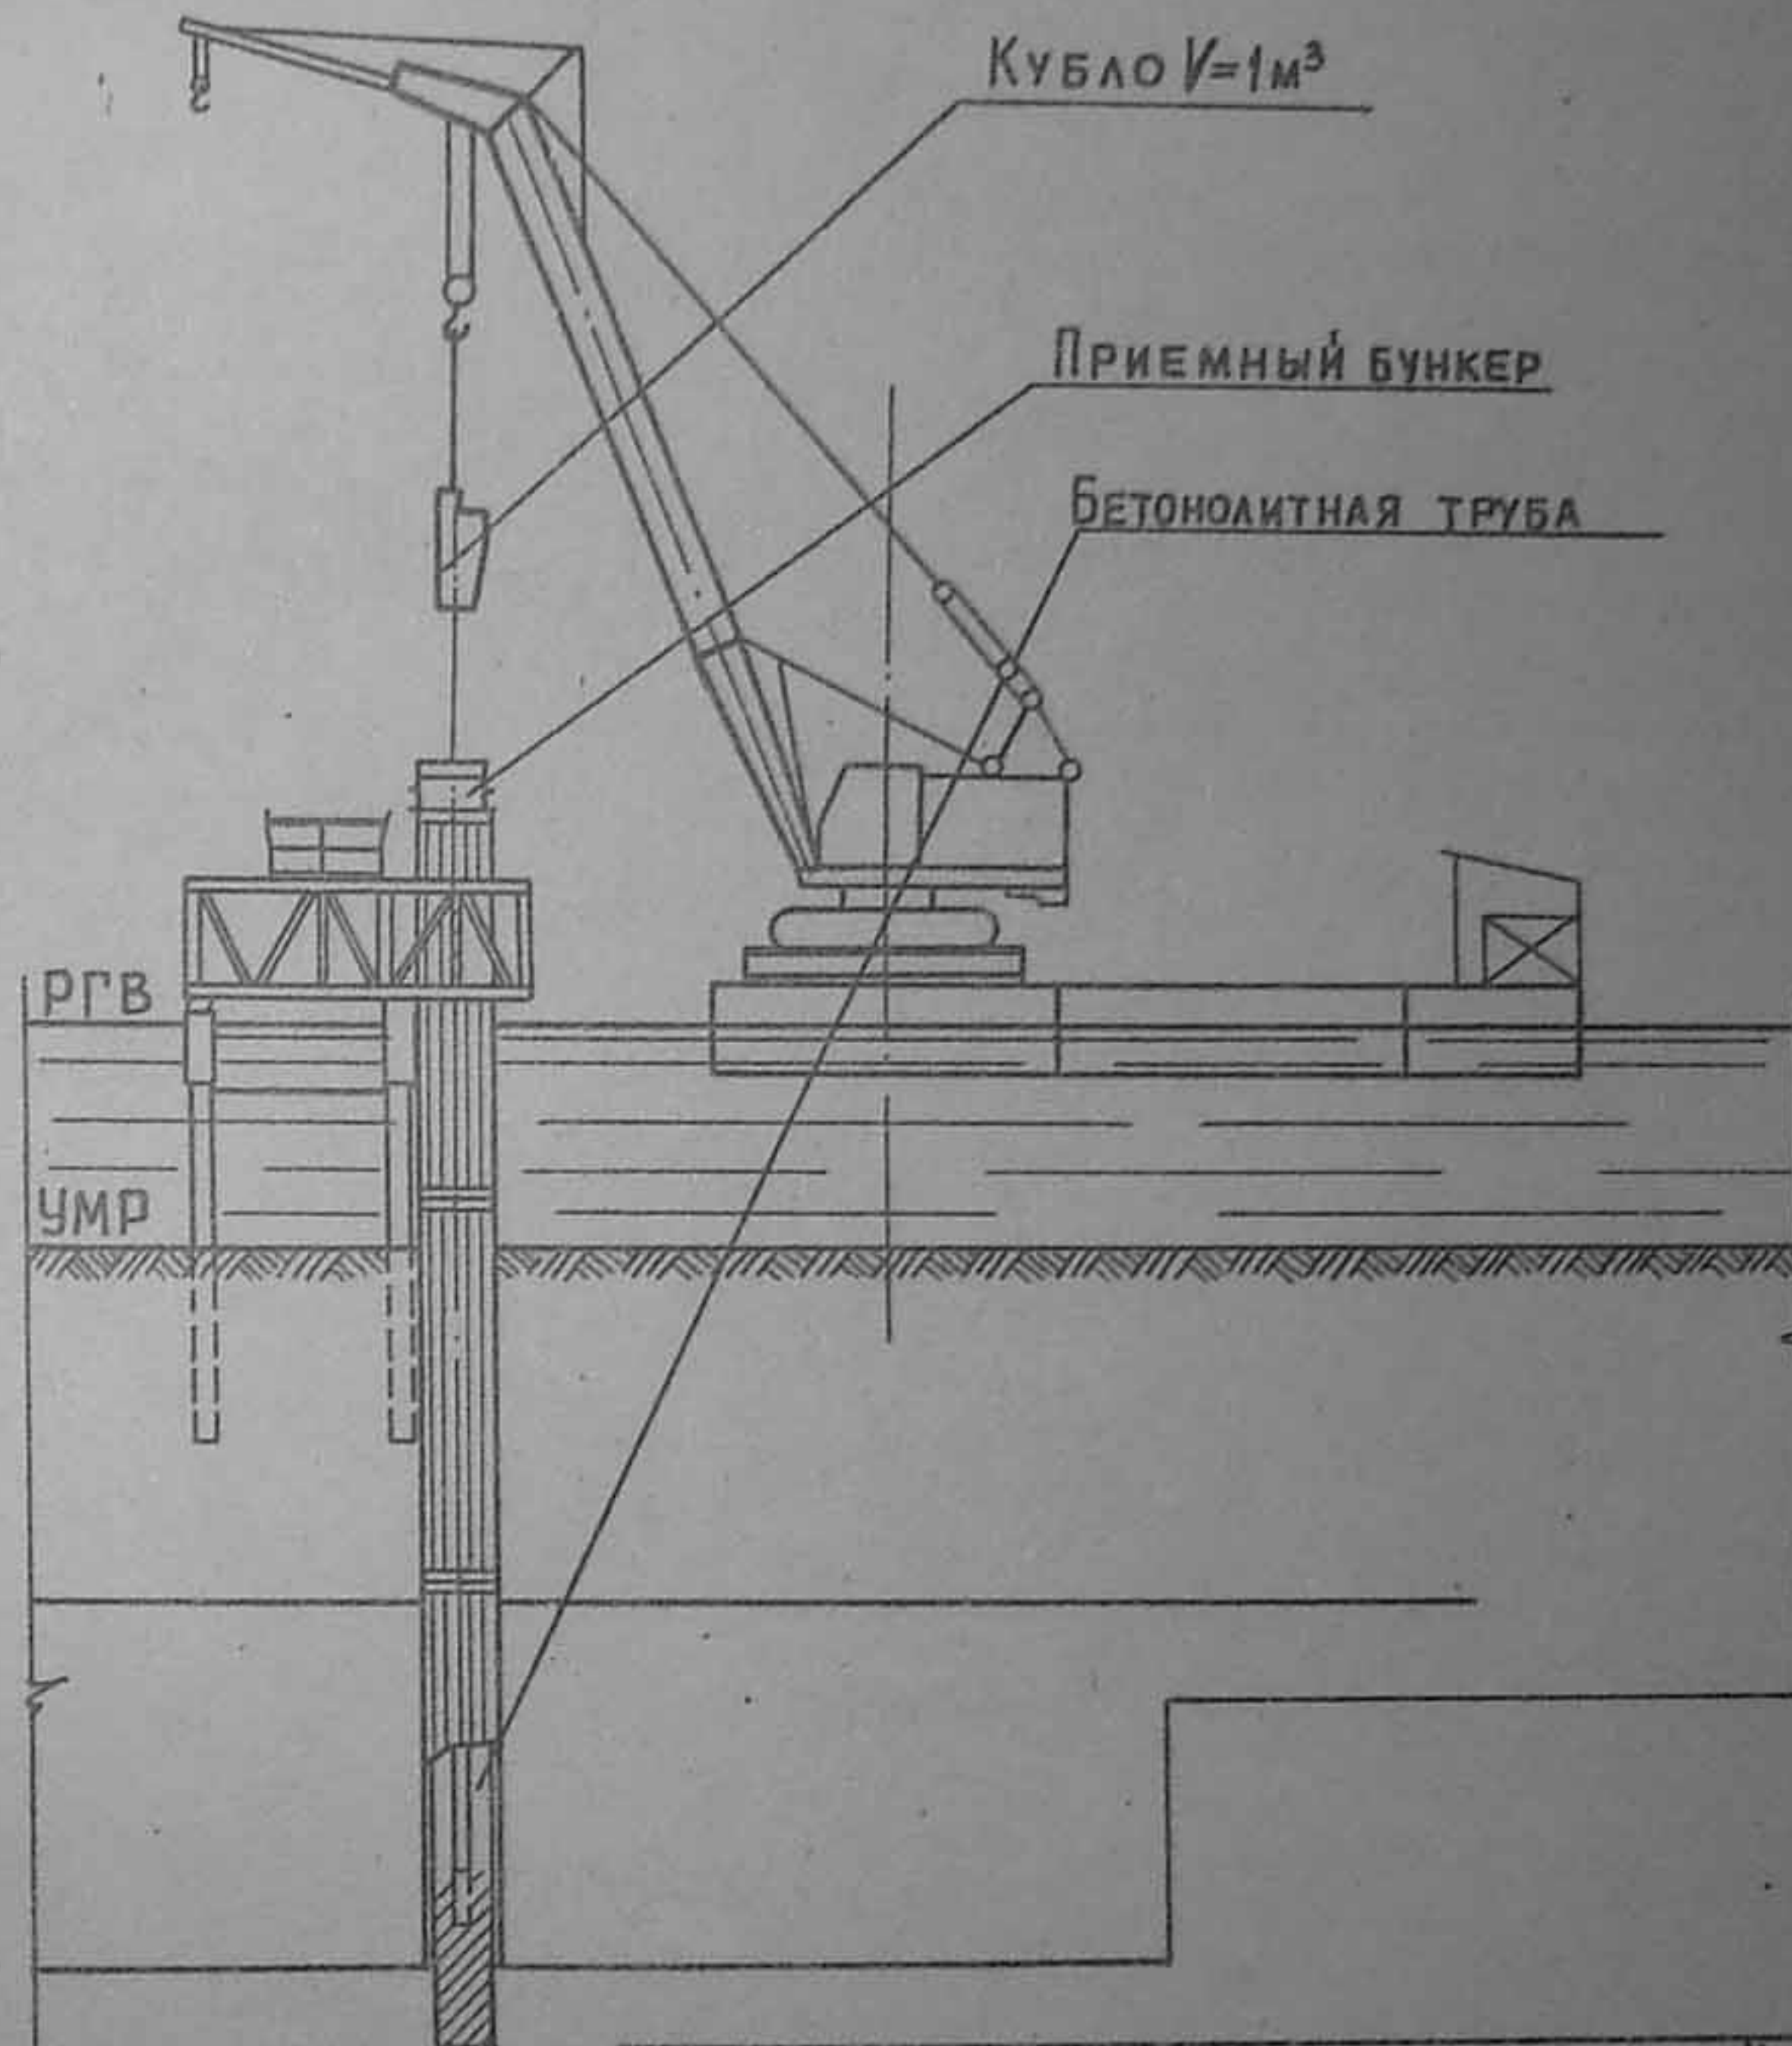 Кубло V=1м³
Приемный бункер
Бетонолитная труба
РГВ
УМР